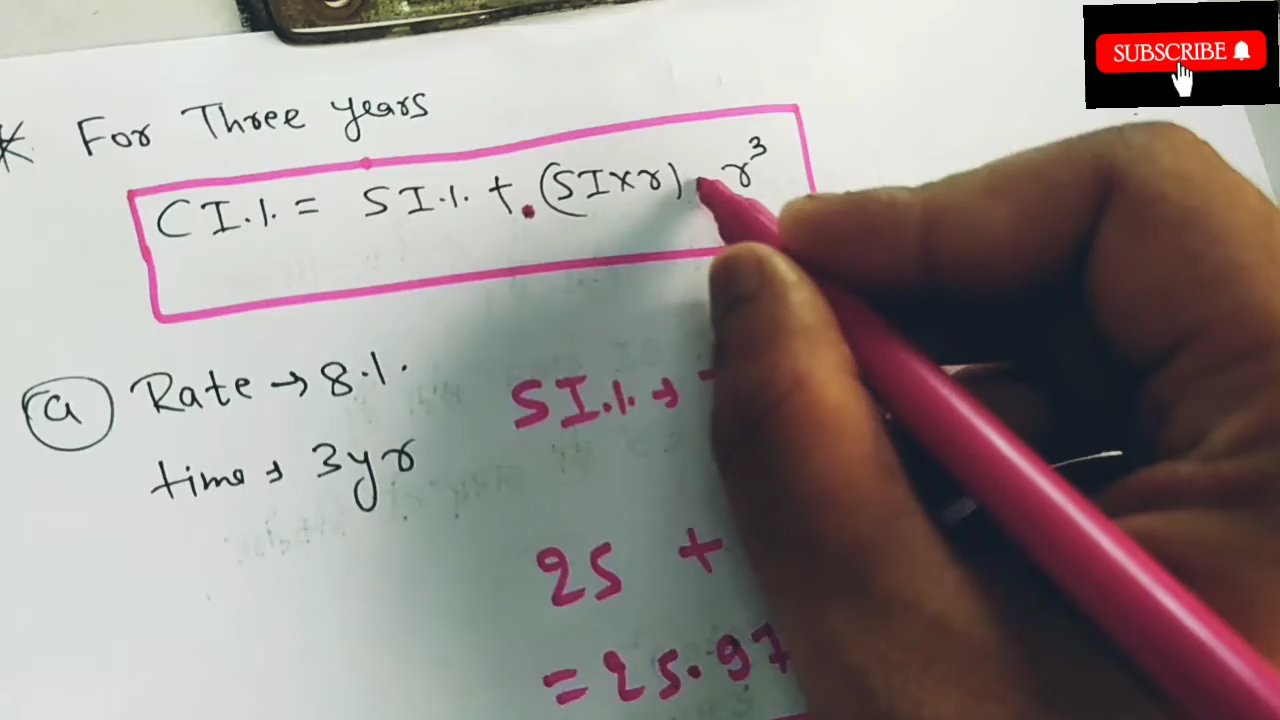 SUBSCRIBE
* For Three years
CI.%. = SI.%. + . (SI×r) r³
(a) Rate → 8.%.
time → 3yr
SI.%. →
25 +
= 25.97